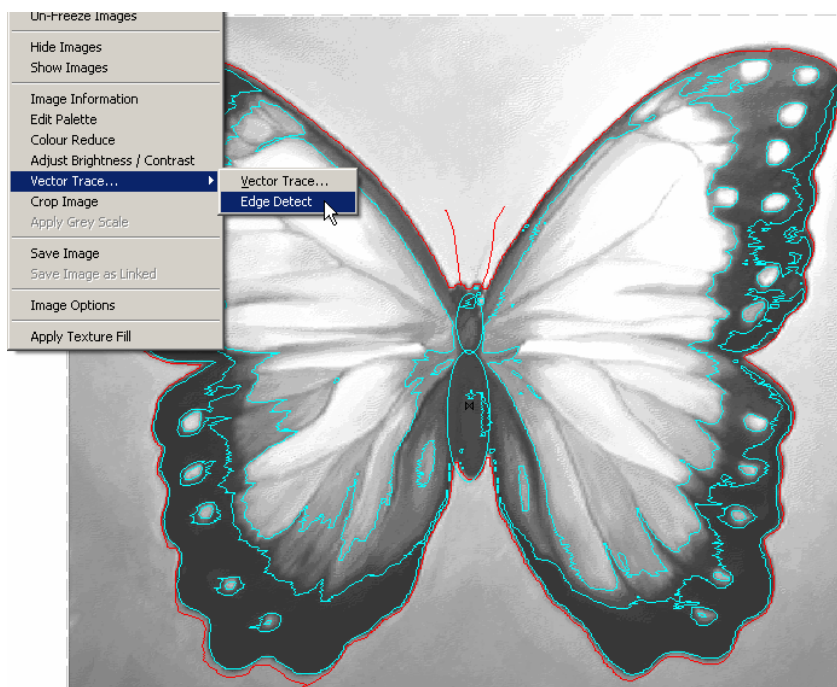 Un-Freeze Images
Hide Images
Show Images
Image Information
Edit Palette
Colour Reduce
Adjust Brightness / Contrast
Vector Trace...
Vector Trace...
Crop Image
Edge Detect
Apply Grey Scale
Save Image
Save Image as Linked
Image Options
Apply Texture Fill